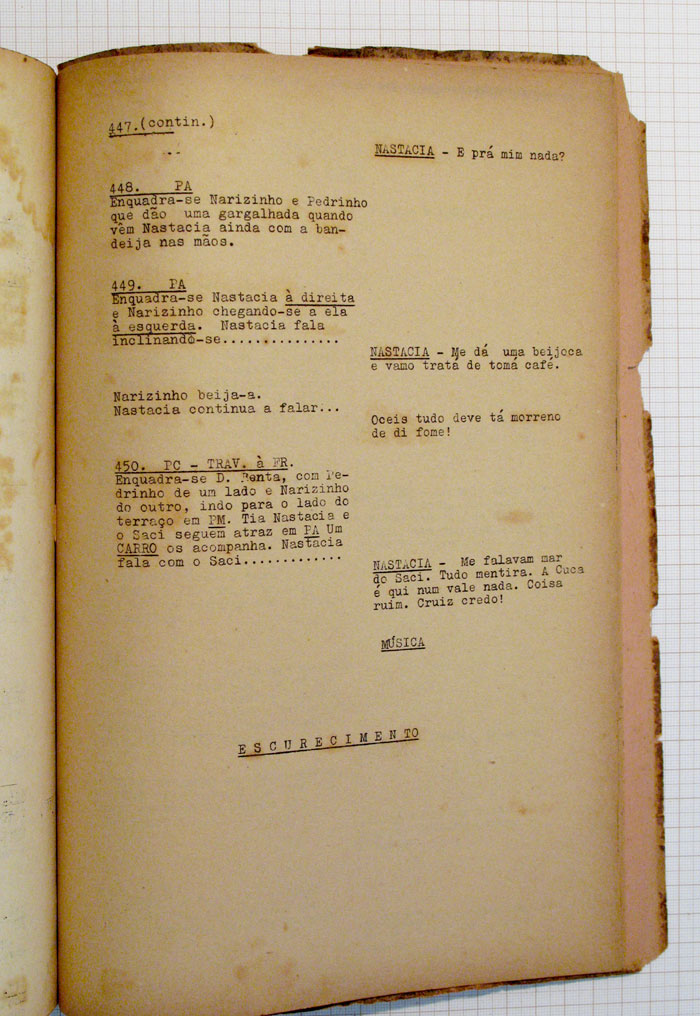 447.(contin.)
NASTACIA - E prá mim nada?
448. PA
Enquadra-se Narizinho e Pedrinho
que dão uma gargalhada quando
vêm Nastacia ainda com a ban-
deija nas mãos.
449. PA
Enquadra-se Nastacia à direita
e Narizinho chegando-se a ela
à esquerda. Nastacia fala
inclinando-se...............
NASTACIA - Me dá uma beijoca
e vamo trata de tomá café.
Narizinho beija-a.
Nastacia continua a falar...
Oceis tudo deve tá morreno
de di fome!
450. PC - TRAV. à FR.
Enquadra-se D. Benta, com Pe-
drinho de um lado e Narizinho
do outro, indo para o lado do
terraço em PM. Tia Nastacia e
o Saci seguem atraz em PA Um
CARRO os acompanha. Nastacia
fala com o Saci.............
NASTACIA - Me falavam mar
do Saci. Tudo mentira. A Cuca
é qui num vale nada. Coisa
ruim. Cruiz credo!
MÚSICA
ESCURECIMENTO